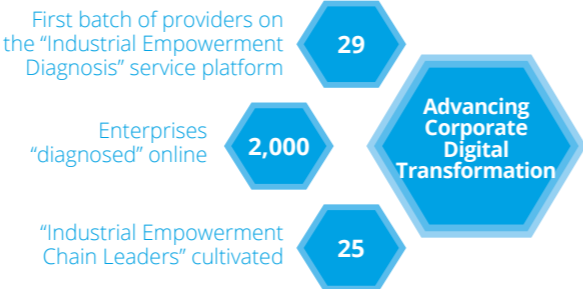 First batch of providers on
the “Industrial Empowerment
Diagnosis” service platform
29
Enterprises
“diagnosed” online
2,000
“Industrial Empowerment
Chain Leaders” cultivated
25
Advancing
Corporate
Digital
Transformation